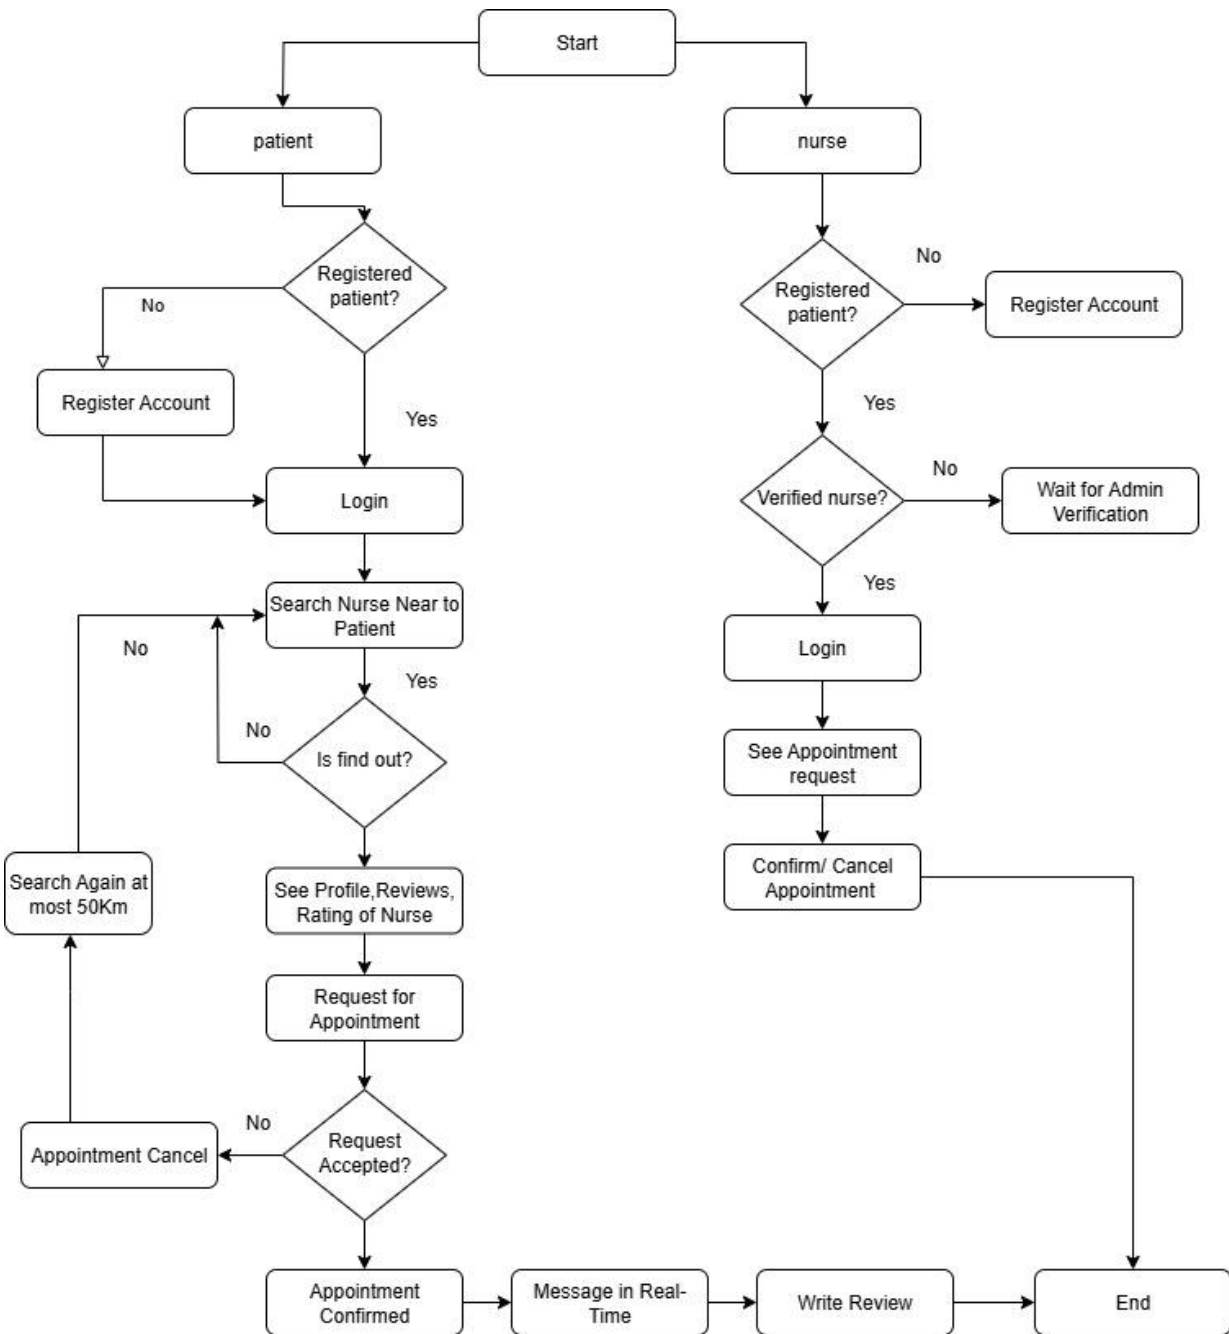 Start
patient
nurse
Registered
patient?
No
Register Account
Yes
Login
Search Nurse Near to
Patient
No
Yes
No
Is find out?
Search Again at
most 50Km
See Profile,Reviews,
Rating of Nurse
Request for
Appointment
No
Request
Accepted?
Appointment Cancel
Appointment
Confirmed
Message in Real-
Time
Write Review
End
Registered
patient?
No
Register Account
Yes
Verified nurse?
No
Wait for Admin
Verification
Yes
Login
See Appointment
request
Confirm/ Cancel
Appointment